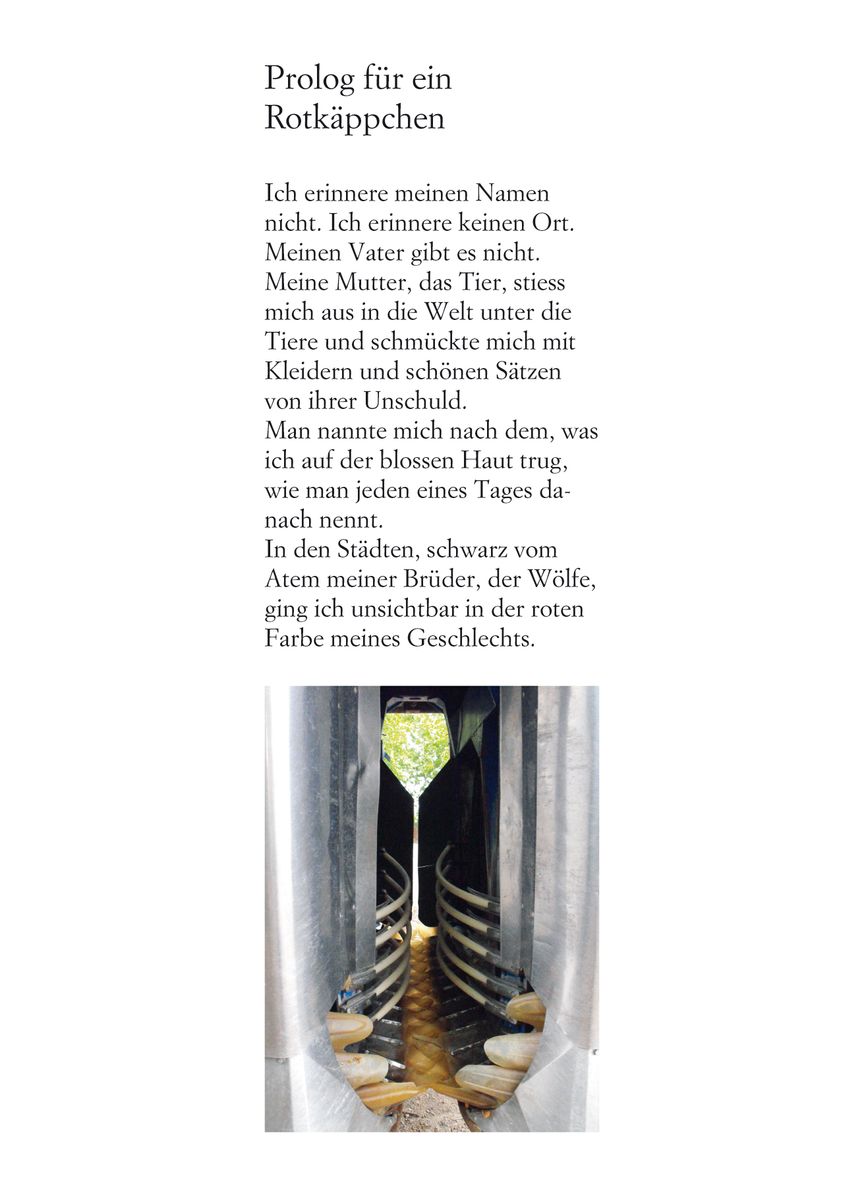 Prolog für ein
Rotkäppchen
Ich erinnere meinen Namen
nicht. Ich erinnere keinen Ort.
Meinen Vater gibt es nicht.
Meine Mutter, das Tier, stiess
mich aus in die Welt unter die
Tiere und schmückte mich mit
Kleidern und schönen Sätzen
von ihrer Unschuld.
Man nannte mich nach dem, was
ich auf der blossen Haut trug,
wie man jeden eines Tages da-
nach nennt.
In den Städten, schwarz vom
Atem meiner Brüder, der Wölfe,
ging ich unsichtbar in der roten
Farbe meines Geschlechts.